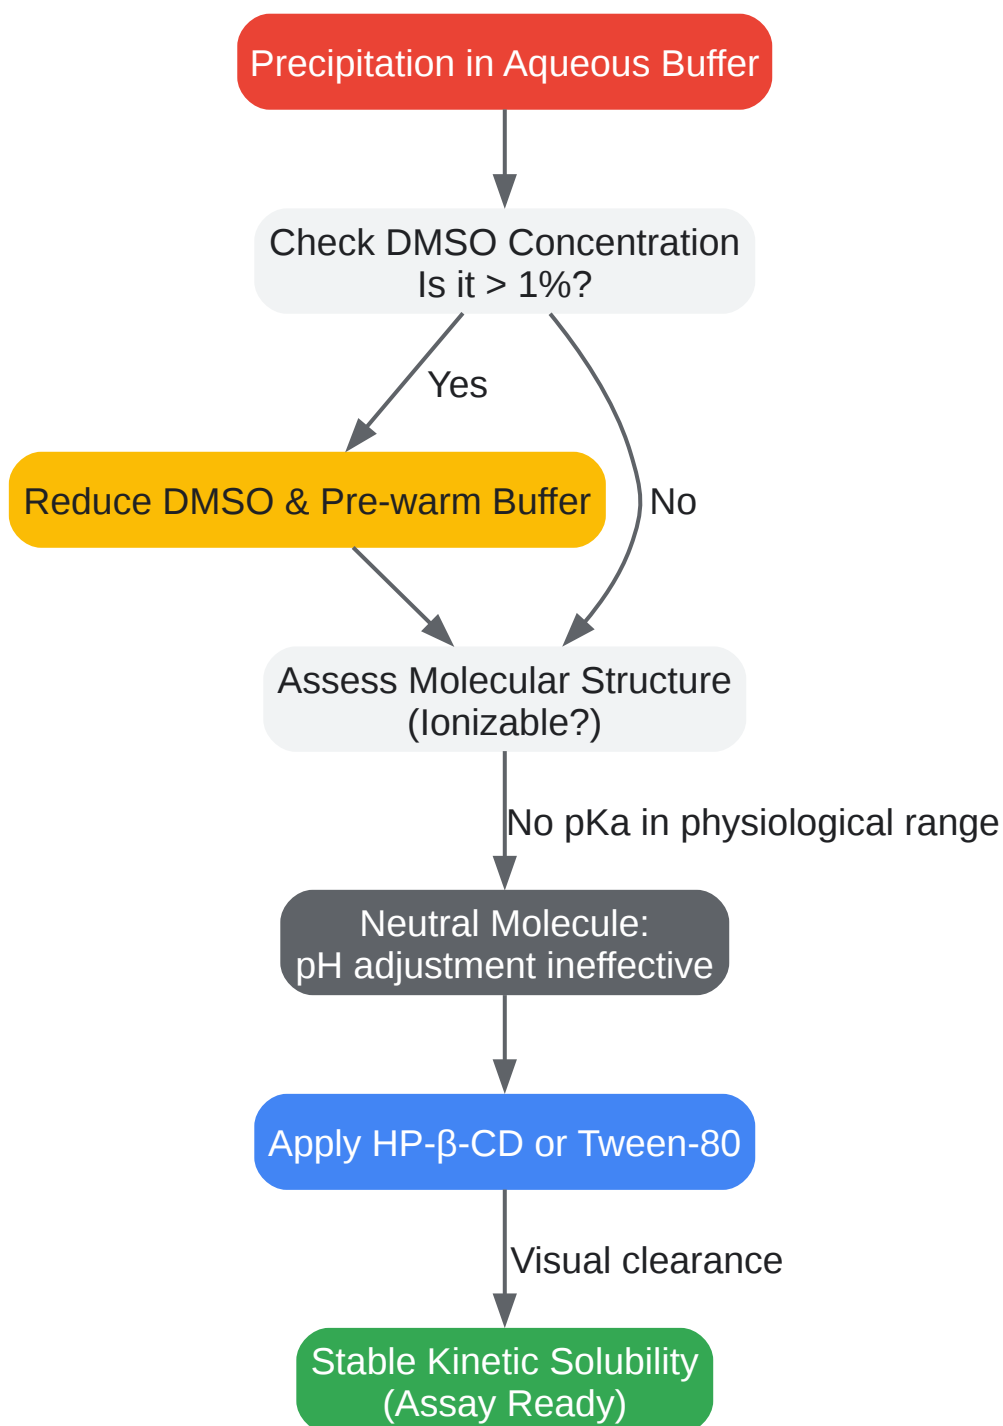 Precipitation in Aqueous Buffer
Check DMSO Concentration
Is it > 1%?
Yes
Reduce DMSO & Pre-warm Buffer
No
Assess Molecular Structure
(Ionizable?)
No pKa in physiological range
Neutral Molecule:
pH adjustment ineffective
Apply HP-β-CD or Tween-80
Visual clearance
Stable Kinetic Solubility
(Assay Ready)